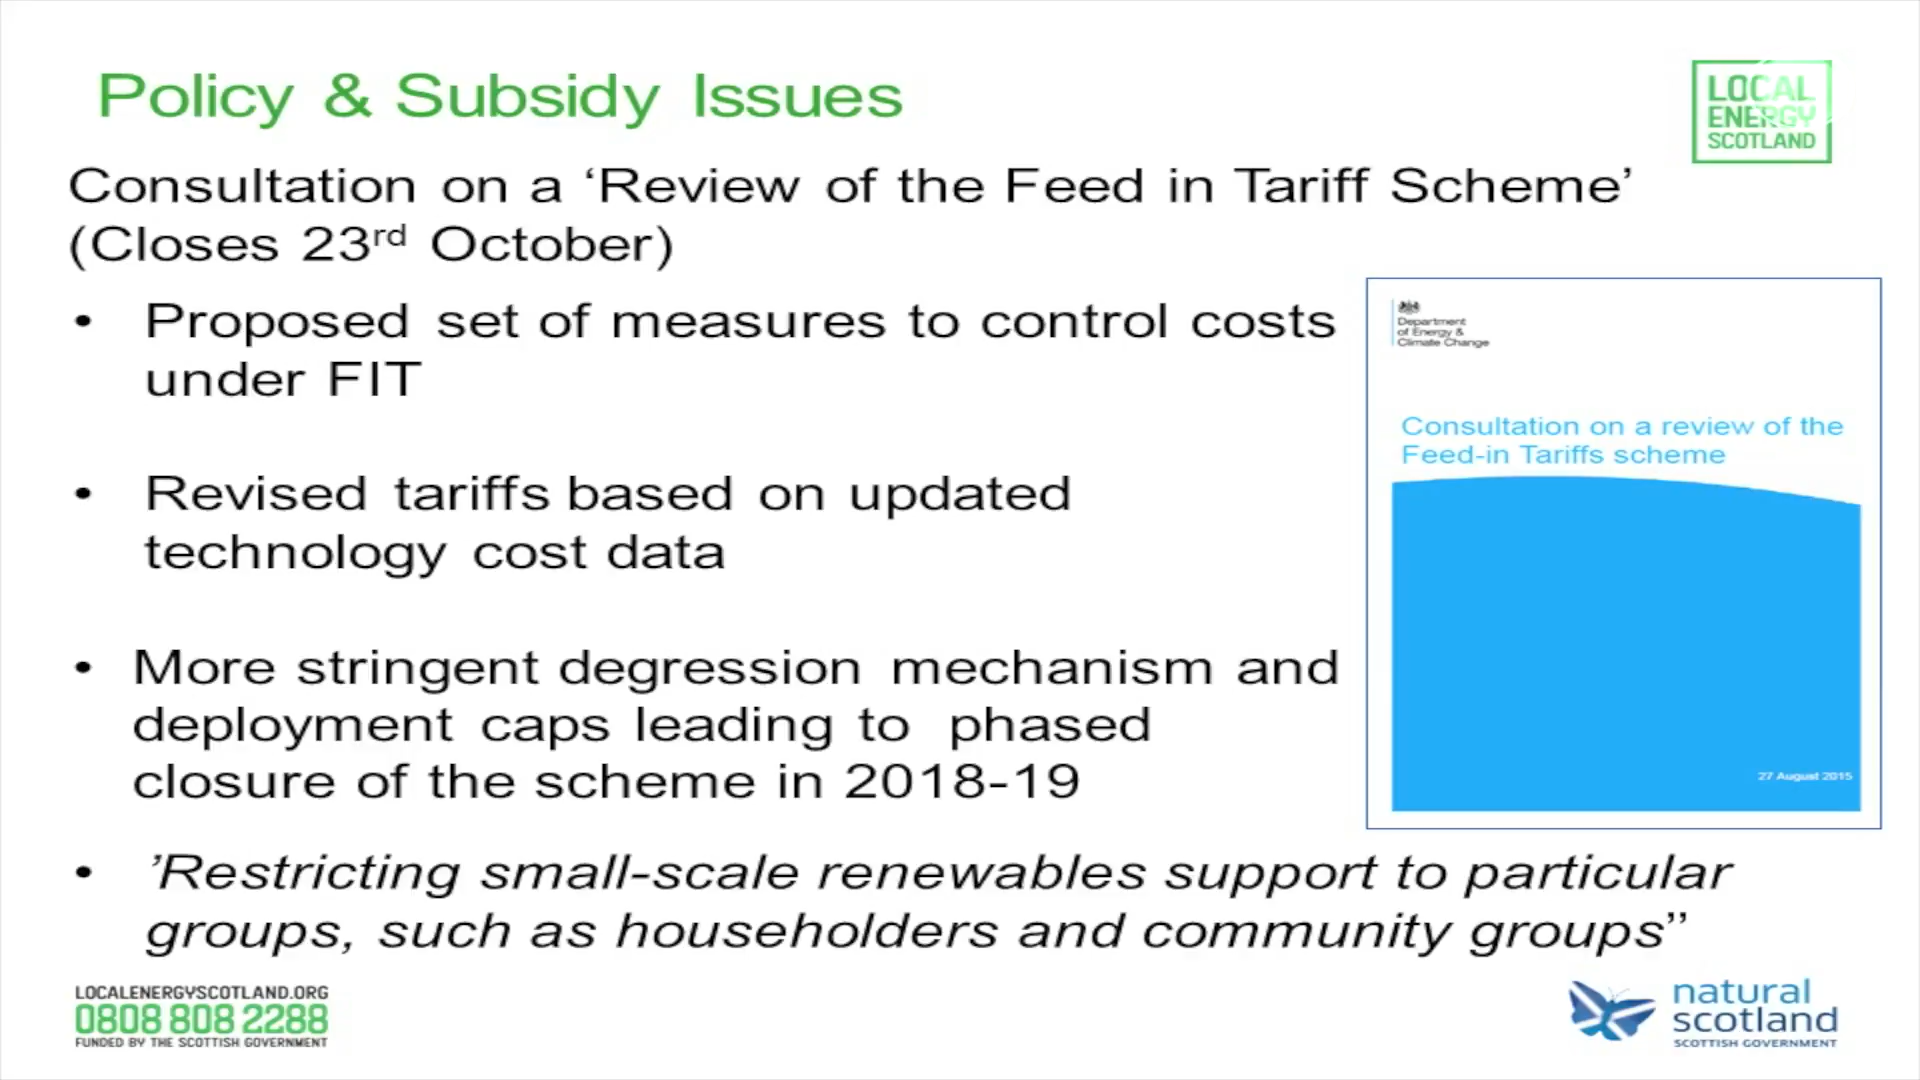 Policy & Subsidy Issues
LOCAL
ENERGY
SCOTLAND
Consultation on a ‘Review of the Feed in Tariff Scheme’
(Closes 23rd October)
• Proposed set of measures to control costs
under FIT
• Revised tariffs based on updated
technology cost data
• More stringent degression mechanism and
deployment caps leading to phased
closure of the scheme in 2018-19
Department
of Energy &
Climate Change
Consultation on a review of the
Feed-in Tariffs scheme
27 August 2015
• ’Restricting small-scale renewables support to particular
groups, such as householders and community groups”
LOCALENERGYSCOTLAND.ORG
0808 808 2288
FUNDED BY THE SCOTTISH GOVERNMENT
natural
scotland
SCOTTISH GOVERNMENT